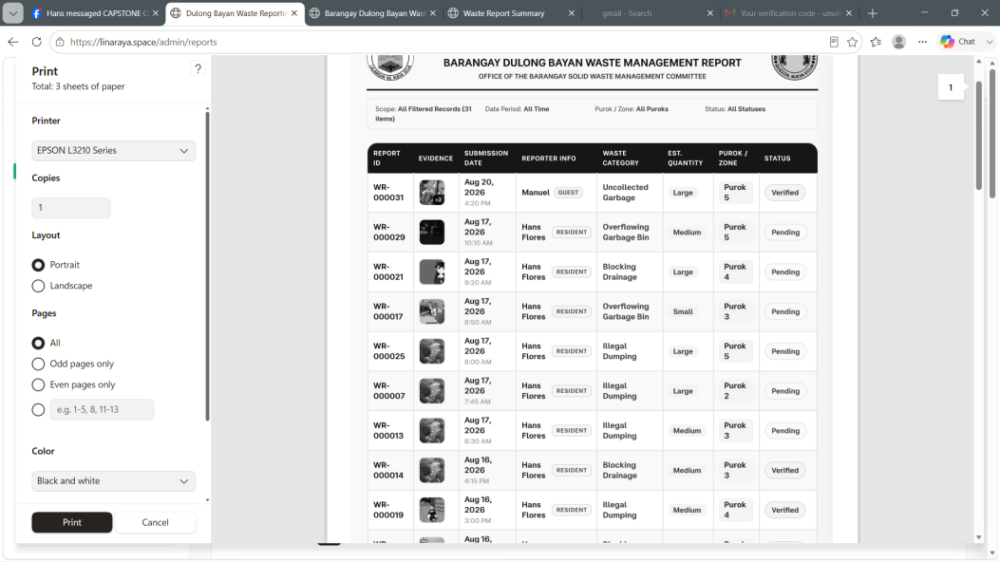 Hans messaged CAPSTONE C
Dulong Bayan Waste Reportin
Barangay Dulong Bayan Wast
Waste Report Summary
gmail - Search
Your verification code - uma
https://linaraya.space/admin/reports
Chat
Print
?
Total: 3 sheets of paper
Printer
EPSON L3210 Series
Copies
1
Layout
Portrait
Landscape
Pages
All
Odd pages only
Even pages only
e.g. 1-5, 8, 11-13
Color
Black and white
Print
Cancel
1
BARANGAY DULONG BAYAN WASTE MANAGEMENT REPORT
OFFICE OF THE BARANGAY SOLID WASTE MANAGEMENT COMMITTEE
Scope: All Filtered Records (31 items)
Date Period: All Time
Purok / Zone: All Puroks
Status: All Statuses
REPORT ID EVIDENCE SUBMISSION DATE REPORTER INFO WASTE CATEGORY EST. QUANTITY PUROK / ZONE STATUS
WR-000031 +2 Aug 20, 2026 4:20 PM Manuel GUEST Uncollected Garbage Large Purok 5 Verified
WR-000029 Aug 17, 2026 10:10 AM Hans Flores RESIDENT Overflowing Garbage Bin Medium Purok 5 Pending
WR-000021 Aug 17, 2026 9:20 AM Hans Flores RESIDENT Blocking Drainage Large Purok 4 Pending
WR-000017 Aug 17, 2026 8:50 AM Hans Flores RESIDENT Overflowing Garbage Bin Small Purok 3 Pending
WR-000025 Aug 17, 2026 8:00 AM Hans Flores RESIDENT Illegal Dumping Large Purok 5 Pending
WR-000007 Aug 17, 2026 7:45 AM Hans Flores RESIDENT Illegal Dumping Large Purok 2 Pending
WR-000013 Aug 17, 2026 6:30 AM Hans Flores RESIDENT Illegal Dumping Medium Purok 3 Pending
WR-000014 Aug 16, 2026 4:15 PM Hans Flores RESIDENT Blocking Drainage Medium Purok 3 Verified
WR-000019 Aug 16, 2026 3:00 PM Hans Flores RESIDENT Illegal Dumping Medium Purok 4 Verified
WR- Aug 16, Hans Purok